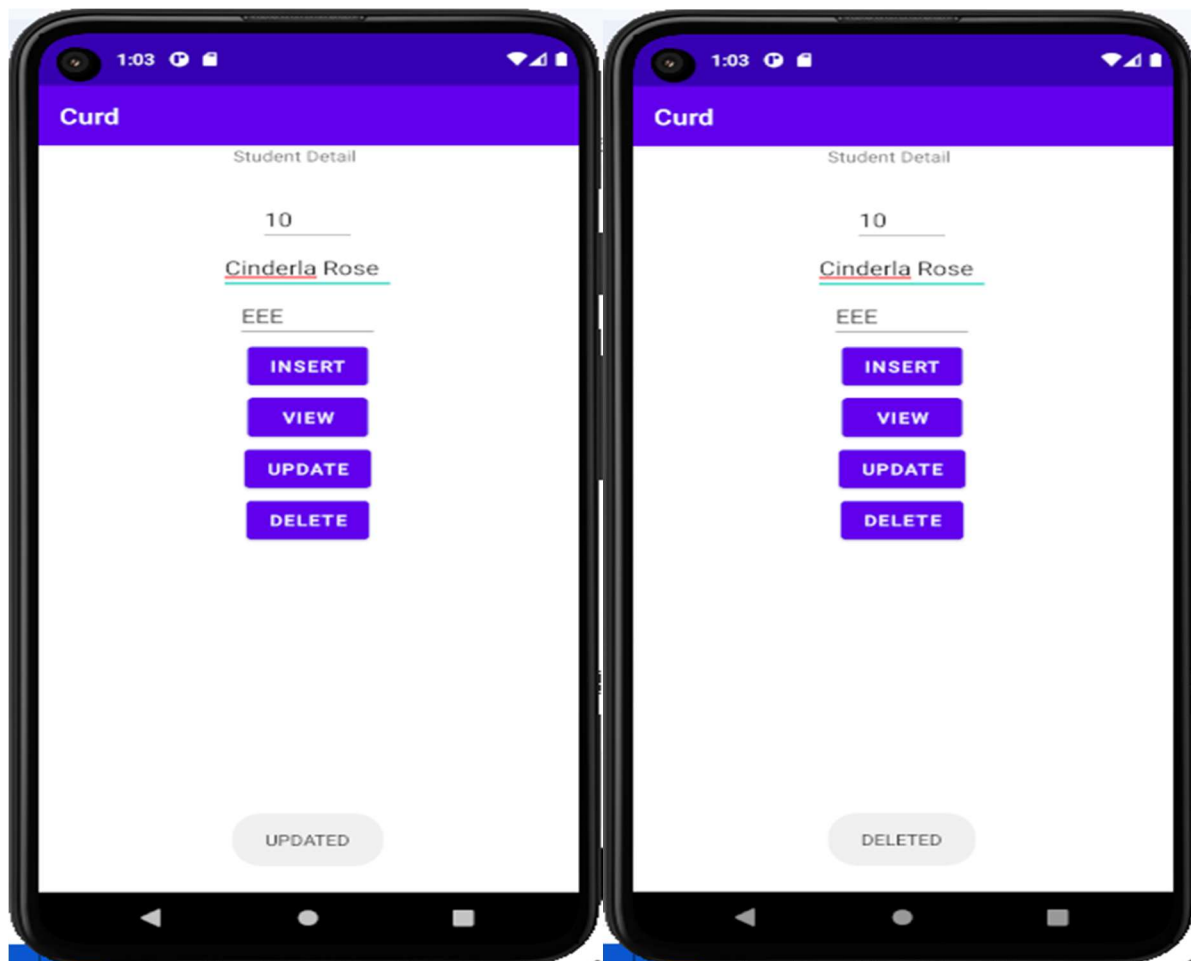 1:03
Curd
Student Detail
10
Cinderla Rose
EEE
INSERT
VIEW
UPDATE
DELETE
UPDATED
1:03
Curd
Student Detail
10
Cinderla Rose
EEE
INSERT
VIEW
UPDATE
DELETE
DELETED